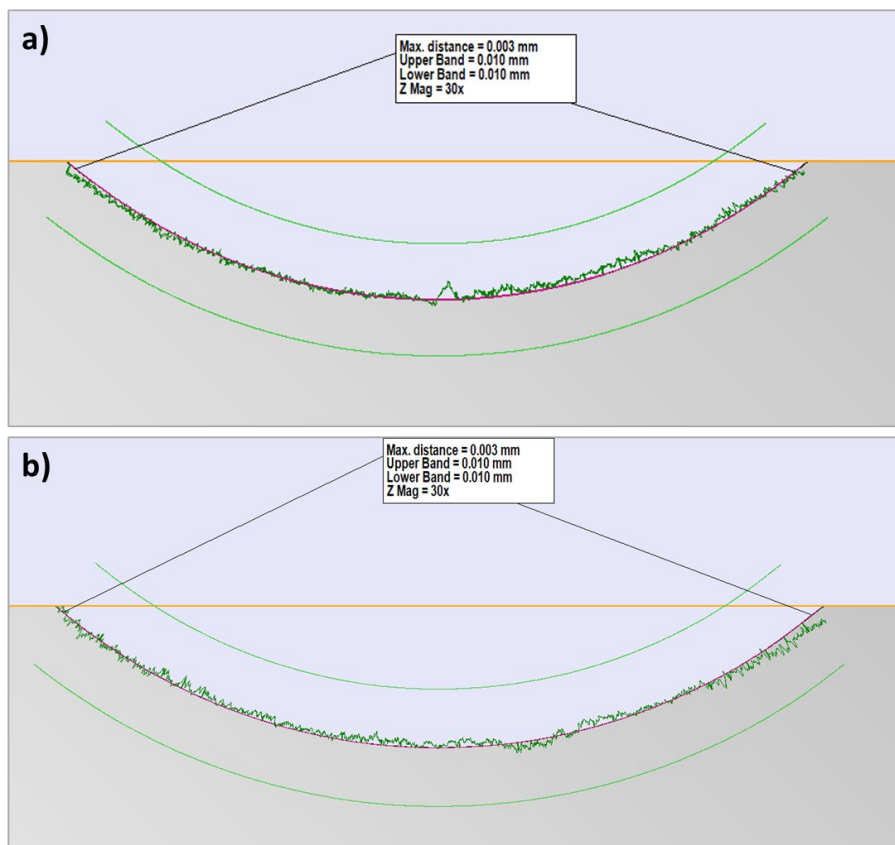 a)
Max. distance = 0.003 mm
Upper Band = 0.010 mm
Lower Band = 0.010 mm
Z Mag = 30x
b)
Max. distance = 0.003 mm
Upper Band = 0.010 mm
Lower Band = 0.010 mm
Z Mag = 30x